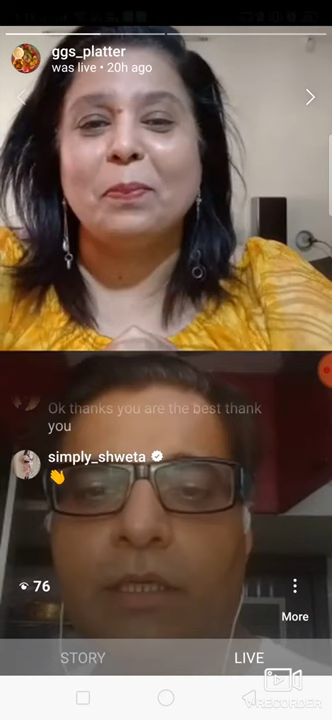 ggs_platter
was live • 20h ago
Ok thanks you are the best thank
you
simply_shweta
👋
76
More
STORY
LIVE
RECORDER